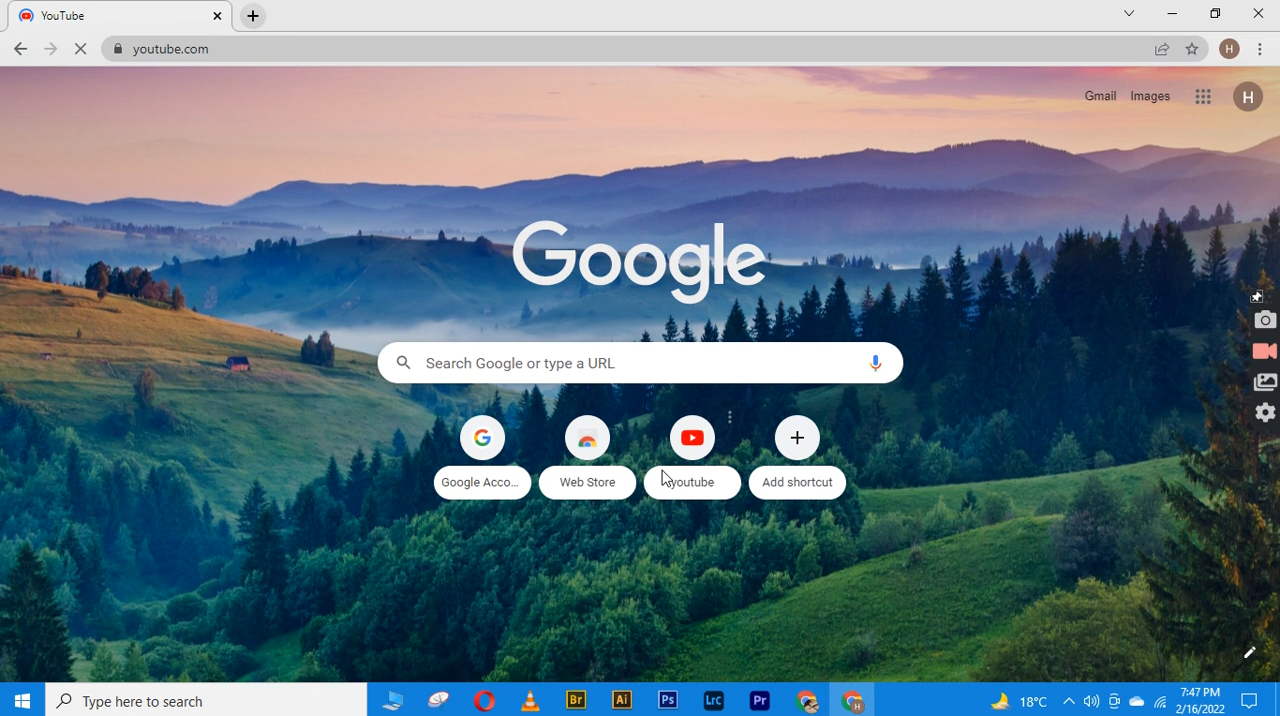 YouTube
youtube.com
H
Gmail Images
H
Google
Search Google or type a URL
Google Acco... Web Store youtube Add shortcut
Type here to search
Br Ai Ps Lrc Pr
H
18°C
7:47 PM
2/16/2022